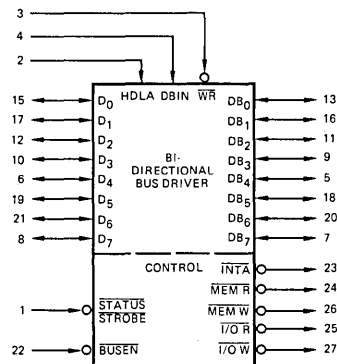 3
4
2
HDLA DBIN WR
15 D0 DB0 13
17 D1 DB1 16
12 D2 DB2 11
10 D3 DB3 9
6 D4 DB4 5
19 D5 DB5 18
21 D6 DB6 20
8 D7 DB7 7
BI-
DIRECTIONAL
BUS DRIVER
CONTROL
INTA 23
MEM R 24
MEM W 26
I/O R 25
I/O W 27
1 STATUS
STROBE
22 BUSEN